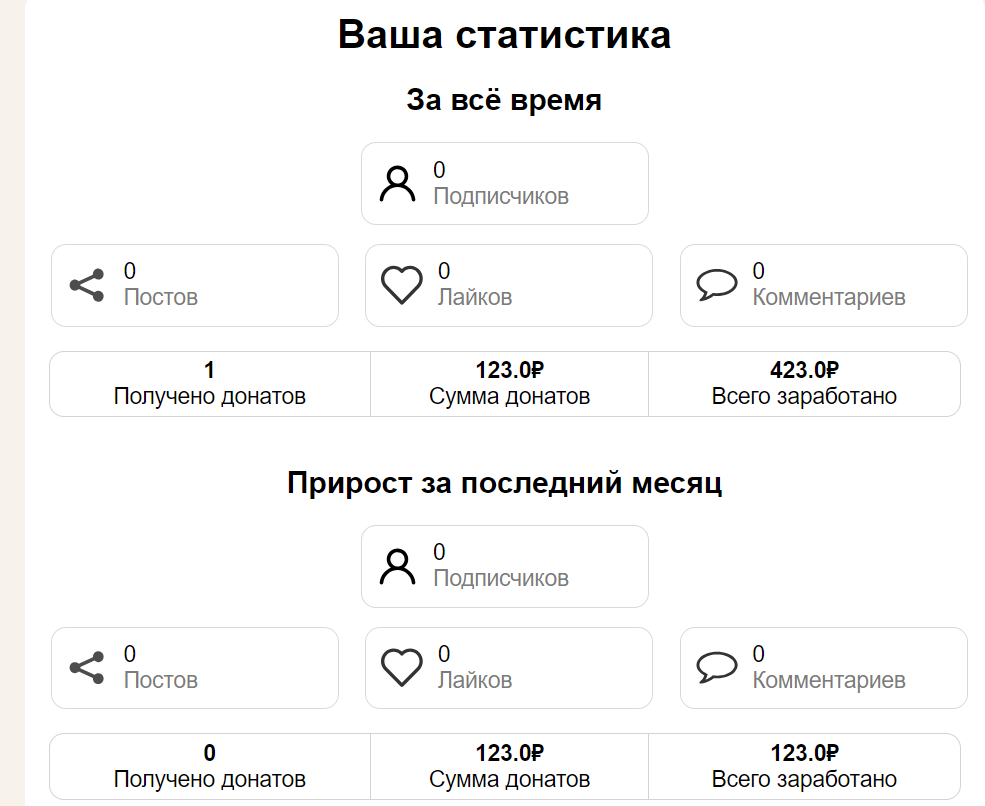 Ваша статистика
За всё время
0
Подписчиков
0
Постов
0
Лайков
0
Комментариев
1
Получено донатов
123.0₽
Сумма донатов
423.0₽
Всего заработано
Прирост за последний месяц
0
Подписчиков
0
Постов
0
Лайков
0
Комментариев
0
Получено донатов
123.0₽
Сумма донатов
123.0₽
Всего заработано